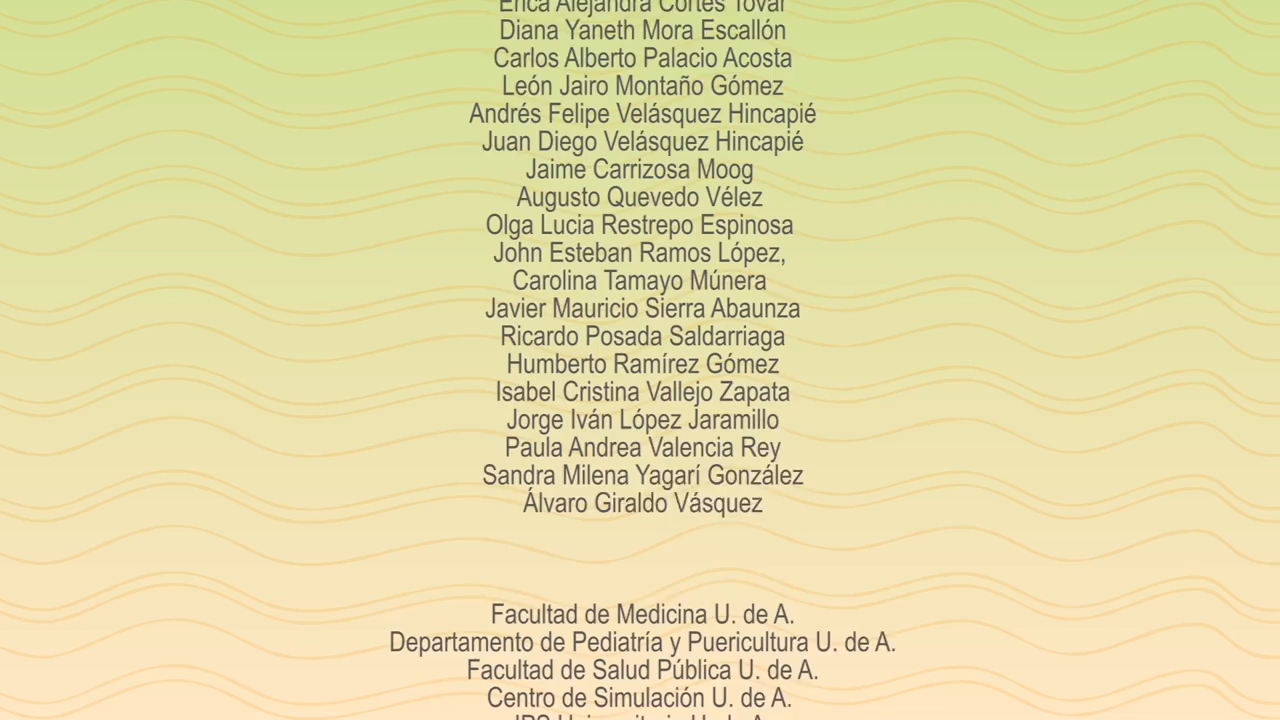 Erica Alejandra Cortés Tovar
Diana Yaneth Mora Escallón
Carlos Alberto Palacio Acosta
León Jairo Montaño Gómez
Andrés Felipe Velásquez Hincapié
Juan Diego Velásquez Hincapié
Jaime Carrizosa Moog
Augusto Quevedo Vélez
Olga Lucia Restrepo Espinosa
John Esteban Ramos López,
Carolina Tamayo Múnera
Javier Mauricio Sierra Abaunza
Ricardo Posada Saldarriaga
Humberto Ramírez Gómez
Isabel Cristina Vallejo Zapata
Jorge Iván López Jaramillo
Paula Andrea Valencia Rey
Sandra Milena Yagarí González
Álvaro Giraldo Vásquez
Facultad de Medicina U. de A.
Departamento de Pediatría y Puericultura U. de A.
Facultad de Salud Pública U. de A.
Centro de Simulación U. de A.